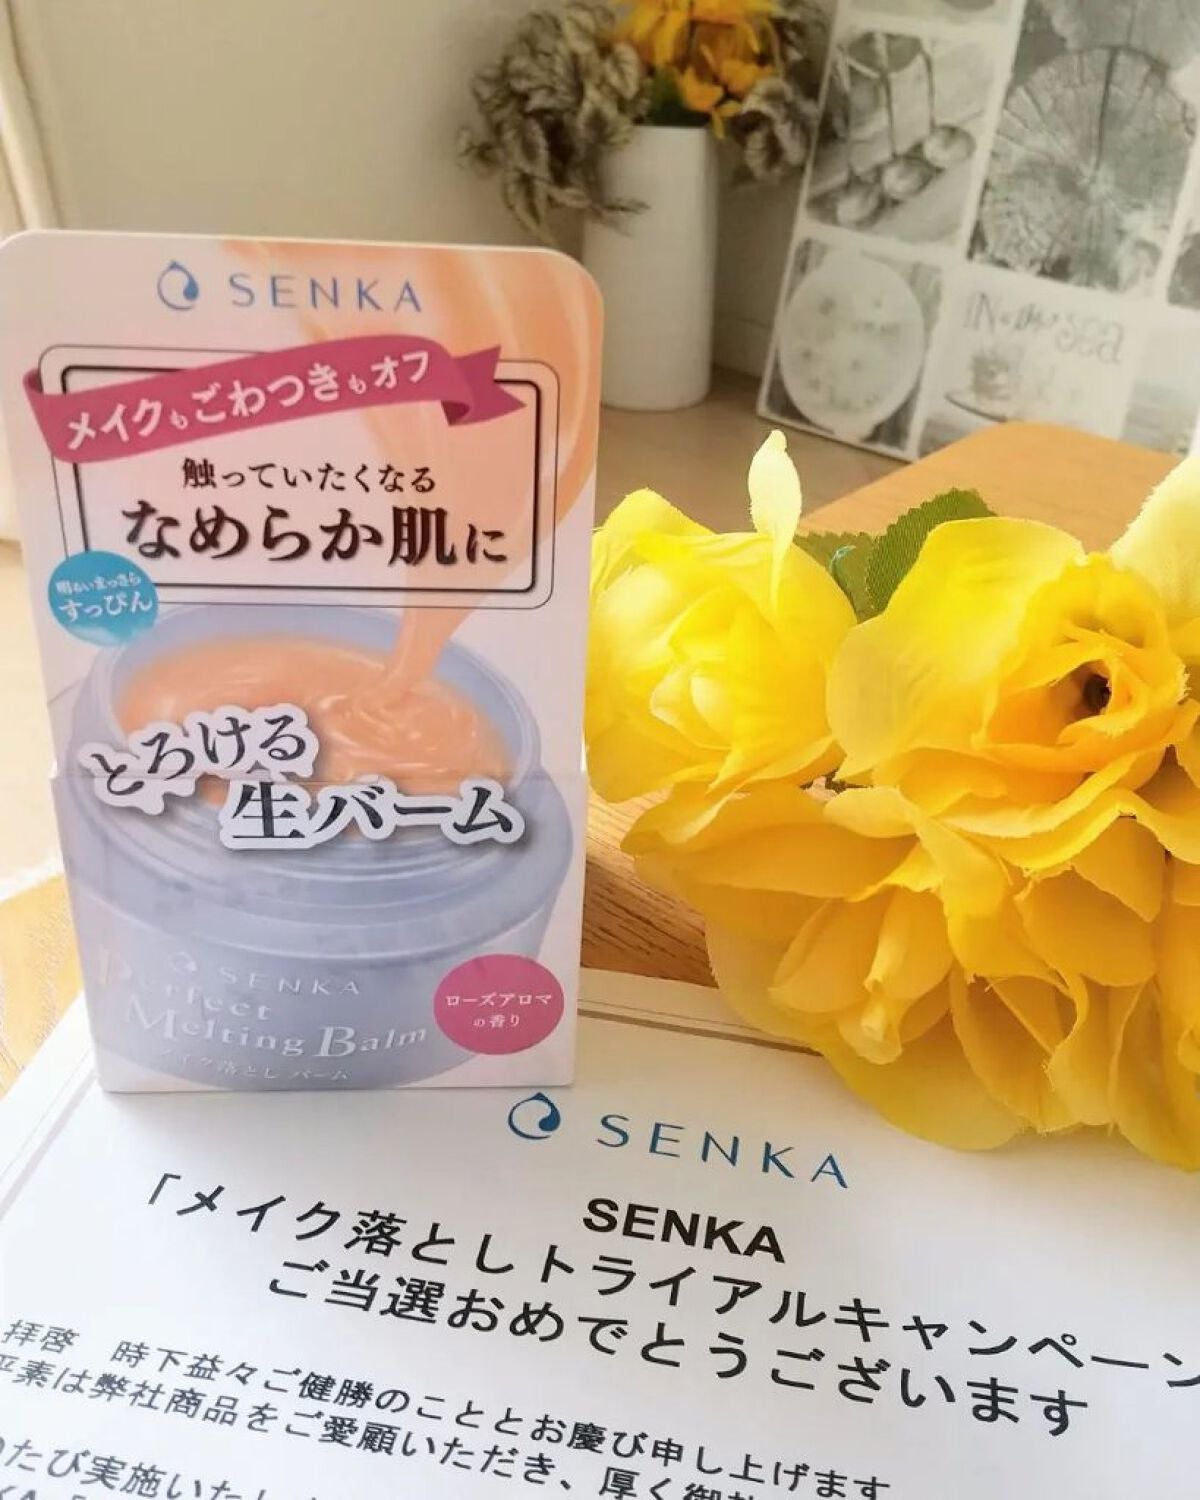 SENKA
メイクもごわつきもオフ
触っていたくなる
なめらか肌に
明るいまっさら
すっぴん
とろける
生バーム
SENKA
Perfect
Melting Balm
メイク落とし バーム
ローズアロマ
の香り
SENKA
SENKA
「メイク落としトライアルキャンペーン
ご当選おめでとうございます
拝啓 時下益々ご健勝のこととお慶び申し上げます
平素は弊社商品をご愛顧いただき、厚く御
たび実施いたし